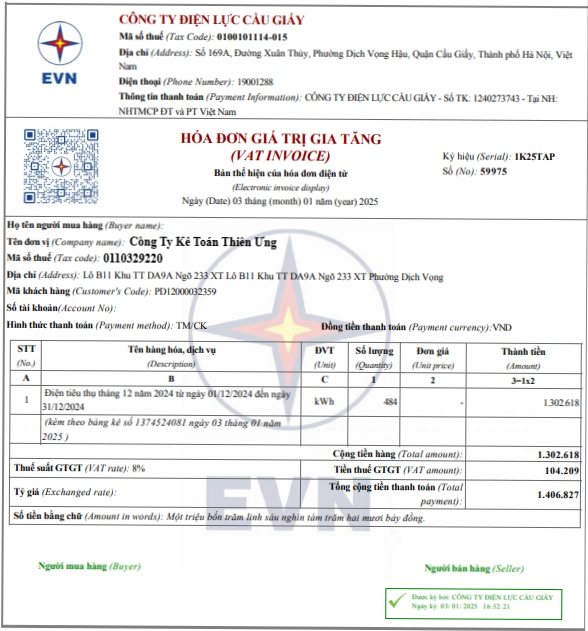 CÔNG TY ĐIỆN LỰC CẦU GIẤY
Mã số thuế (Tax Code): 0100101114-015
Địa chỉ (Address): Số 169A, Đường Xuân Thủy, Phường Dịch Vọng Hậu, Quận Cầu Giấy, Thành phố Hà Nội, Việt
Nam
EVN
Điện thoại (Phone Number): 19001288
Thông tin thanh toán (Payment Information): CÔNG TY ĐIỆN LỰC CẦU GIẤY - Số TK: 1240273743 - Tại NH:
NHTMCP ĐT và PT Việt Nam
HÓA ĐƠN GIÁ TRỊ GIA TĂNG
(VAT INVOICE)
Bản thể hiện của hóa đơn điện tử
(Electronic invoice display)
Ngày (Date) 03 tháng (month) 01 năm (year) 2025
Ký hiệu (Serial): 1K25TAP
Số (No): 59975
Họ tên người mua hàng (Buyer name):
Tên đơn vị (Company name): Công Ty Kế Toán Thiên Ưng
Mã số thuế (Tax code): 0110329220
Địa chỉ (Address): Lô B11 Khu TT DA9A Ngõ 233 XT Lô B11 Khu TT DA9A Ngõ 233 XT Phường Dịch Vọng
Mã khách hàng (Customer's Code): PD12000032359
Số tài khoản(Account No):
Hình thức thanh toán (Payment method): TM/CK Đồng tiền thanh toán (Payment currency):VND
STT Tên hàng hóa, dịch vụ ĐVT Số lượng Đơn giá Thành tiền
(No.) (Description) (Unit) (Quantity) (Unit price) (Amount)
A B C 1 2 3=1x2
1 Điện tiêu thụ tháng 12 năm 2024 từ ngày 01/12/2024 đến ngày
31/12/2024 kWh 484 - 1.302.618
(kèm theo bảng kê số 1374524081 ngày 03 tháng 01 năm
2025 )
Cộng tiền hàng (Total amount): 1.302.618
Thuế suất GTGT (VAT rate): 8% Tiền thuế GTGT (VAT amount): 104.209
Tỷ giá (Exchanged rate): Tổng cộng tiền thanh toán (Total
payment): 1.406.827
Số tiền bằng chữ (Amount in words): Một triệu bốn trăm linh sáu nghìn tám trăm hai mươi bảy đồng.
EVN
Người mua hàng (Buyer) Người bán hàng (Seller)
Được ký bởi: CÔNG TY ĐIỆN LỰC CẦU GIẤY
Ngày ký: 03/ 01/ 2025 16:52:21